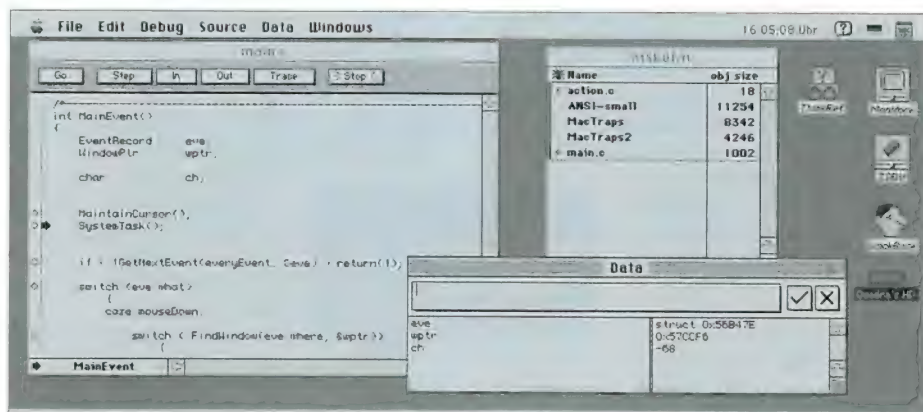 File Edit Debug Source Data Windows 16:05:08 Uhr
main.c
Go Step In Out Trace Stop
/*
int MainEvent()
{
EventRecord eve
WindowPtr wptr,
char ch;
MaintainCursor(),
SystemTask();
if ( !GetNextEvent(everyEvent, &eve) ) return(1);
switch (eve what)
{
case mouseDown.
switch ( FindWindow(eve where, &wptr))
{
MainEvent
Name obj size
action.c 18
ANSI-small 11254
MacTraps 8342
MacTraps2 4246
main.c 1002
ThinkRef
Data
eve struct 0x56B47E
wptr 0x57CCF6
ch -68